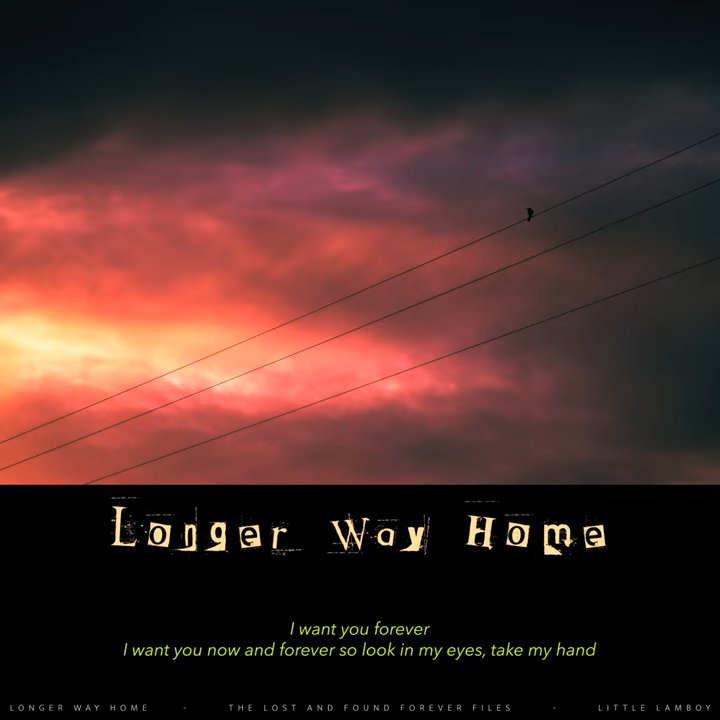 Longer Way Home
I want you forever
I want you now and forever so look in my eyes, take my hand
LONGER WAY HOME - THE LOST AND FOUND FOREVER FILES - LITTLE LAMBOY